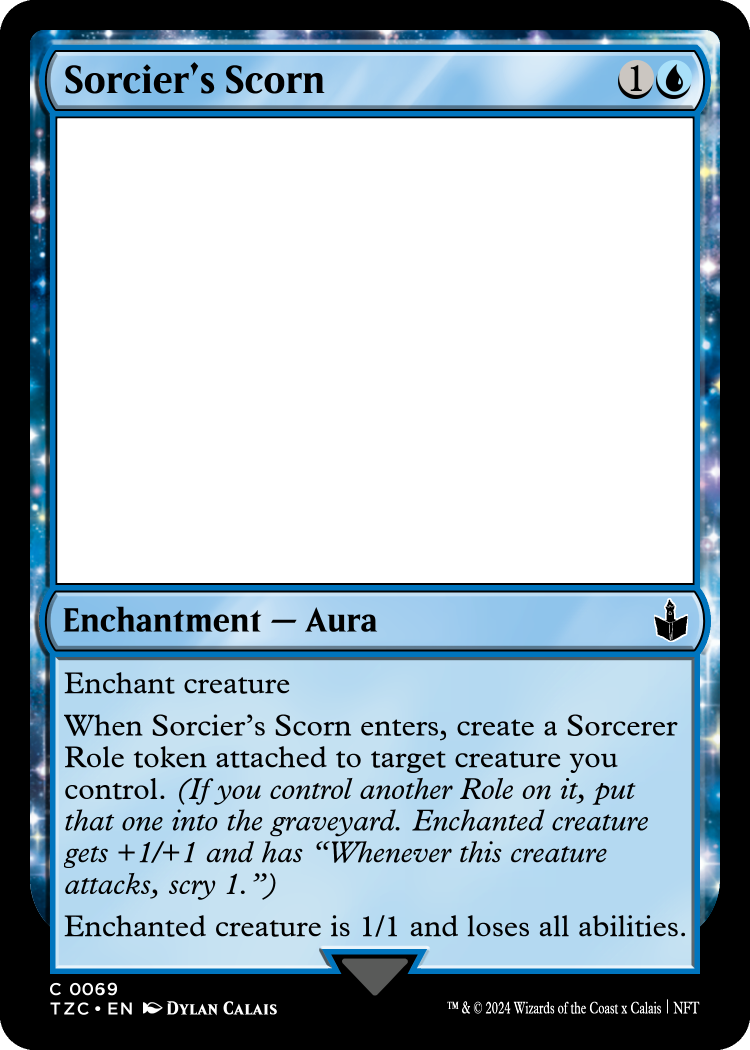 Sorcier's Scorn 1
Enchantment — Aura
Enchant creature
When Sorcier's Scorn enters, create a Sorcerer
Role token attached to target creature you
control. (If you control another Role on it, put
that one into the graveyard. Enchanted creature
gets +1/+1 and has “Whenever this creature
attacks, scry 1.”)
Enchanted creature is 1/1 and loses all abilities.
C 0069
TZC • EN Dylan Calais
™ & © 2024 Wizards of the Coast x Calais | NFT